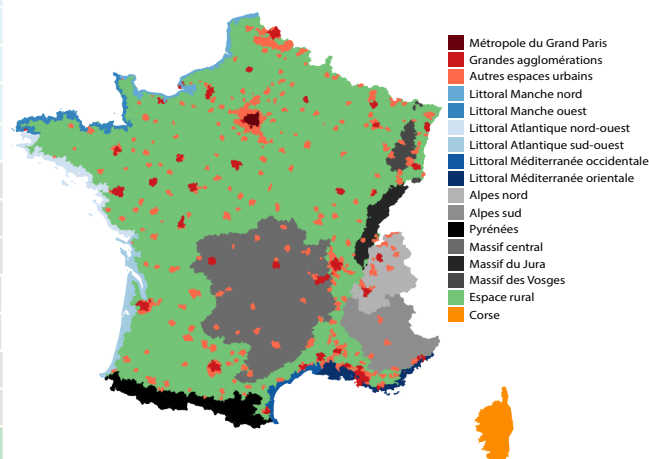 Métropole du Grand Paris
Grandes agglomérations
Autres espaces urbains
Littoral Manche nord
Littoral Manche ouest
Littoral Atlantique nord-ouest
Littoral Atlantique sud-ouest
Littoral Méditerranée occidentale
Littoral Méditerranée orientale
Alpes nord
Alpes sud
Pyrénées
Massif central
Massif du Jura
Massif des Vosges
Espace rural
Corse